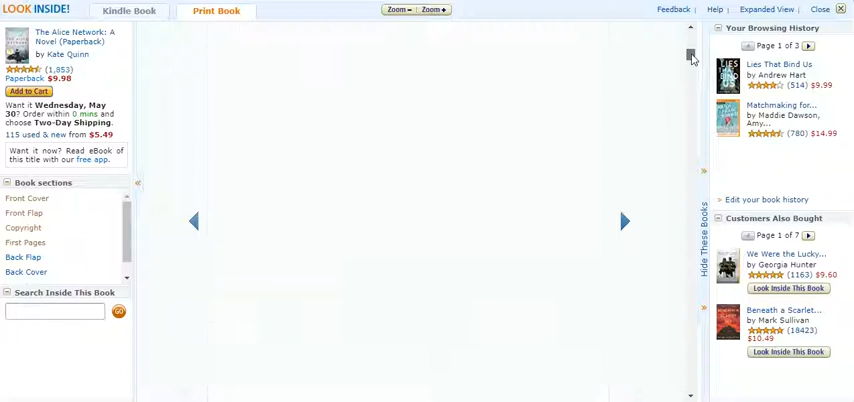 LOOK INSIDE!
Kindle Book
Print Book
Zoom −
Zoom +
Feedback
Help
Expanded View
Close
The Alice Network: A
Novel (Paperback)
by Kate Quinn
(1,853)
Paperback $9.98
Add to Cart
Want it Wednesday, May
30? Order within 0 mins and
choose Two-Day Shipping.
115 used & new from $5.49
Want it now? Read eBook of
this title with our free app.
Book sections
Front Cover
Front Flap
Copyright
First Pages
Back Flap
Back Cover
Search Inside This Book
GO
Hide These Books
Your Browsing History
Page 1 of 3
Lies That Bind Us
by Andrew Hart
(514) $9.99
Matchmaking for...
by Maddie Dawson,
Amy...
(780) $14.99
> Edit your book history
Customers Also Bought
Page 1 of 7
We Were the Lucky...
by Georgia Hunter
(1163) $9.60
Look Inside This Book
Beneath a Scarlet...
by Mark Sullivan
(18423)
$10.49
Look Inside This Book